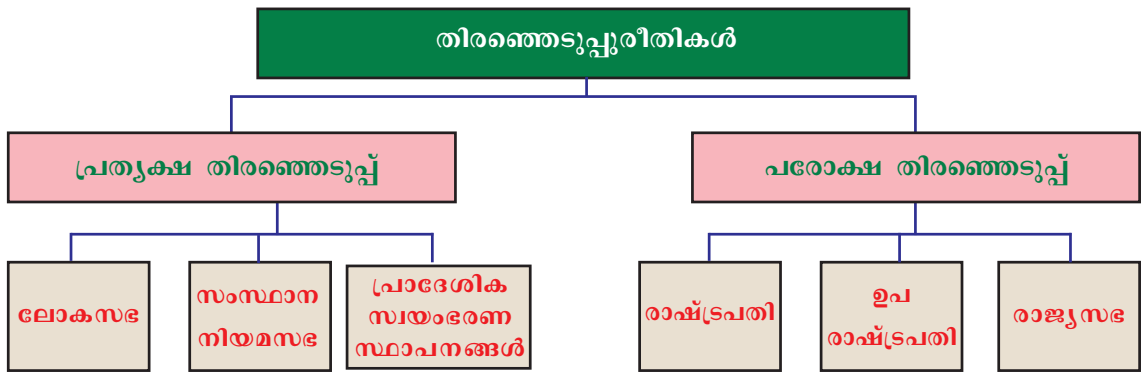 തിരഞ്ഞെടുപ്പുരീതികൾ
പ്രത്യക്ഷ തിരഞ്ഞെടുപ്പ്
പരോക്ഷ തിരഞ്ഞെടുപ്പ്
ലോകസഭ
സംസ്ഥാന
നിയമസഭ
പ്രാദേശിക
സ്വയംഭരണ
സ്ഥാപനങ്ങൾ
രാഷ്ട്രപതി
ഉപ
രാഷ്ട്രപതി
രാജ്യസഭ